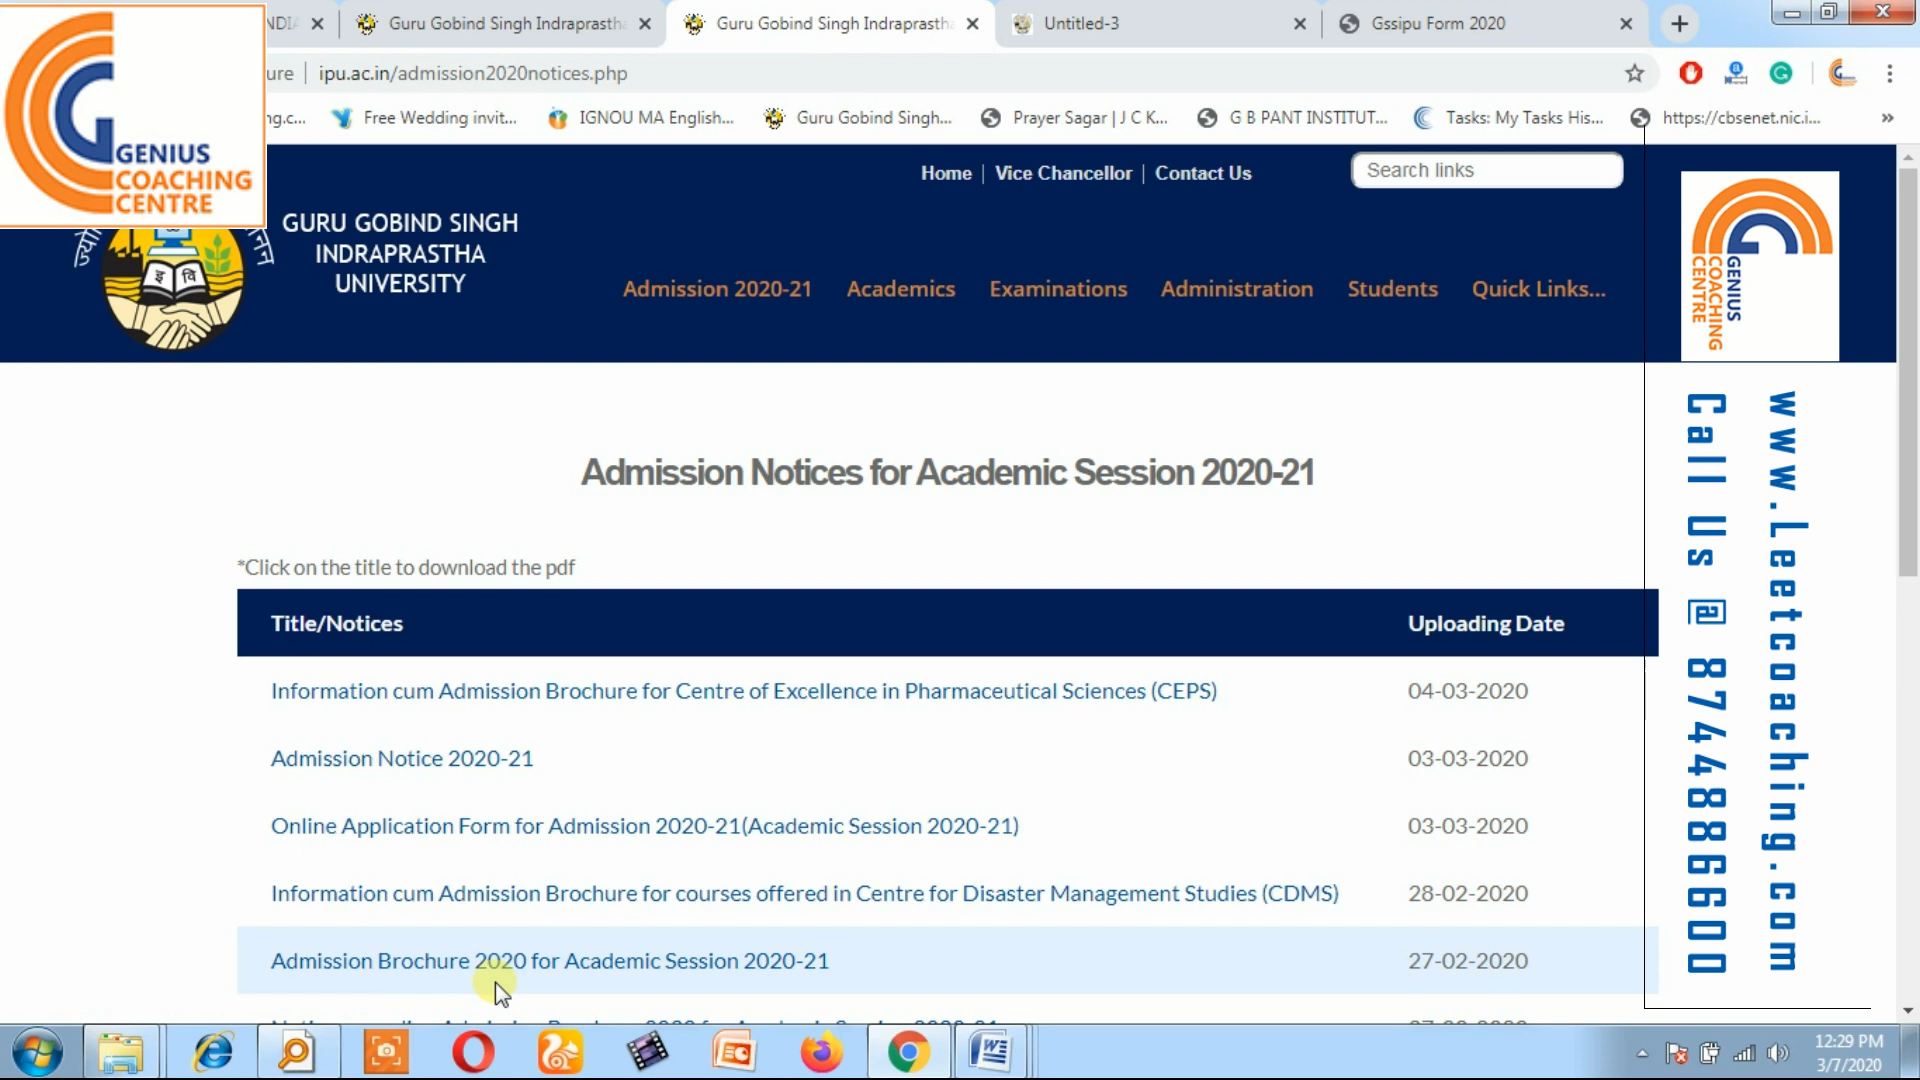 Guru Gobind Singh Indraprastha
Guru Gobind Singh Indraprastha
Untitled-3
Gssipu Form 2020
ure | ipu.ac.in/admission2020notices.php
ng.c...
Free Wedding invit...
IGNOU MA English...
Guru Gobind Singh...
Prayer Sagar | J C K...
G B PANT INSTITUT...
Tasks: My Tasks His...
https://cbsenet.nic.i...
»
GENIUS
COACHING
CENTRE
Home | Vice Chancellor | Contact Us
Search links
GURU GOBIND SINGH
INDRAPRASTHA
UNIVERSITY
इ वि
Admission 2020-21
Academics
Examinations
Administration
Students
Quick Links...
GENIUS
COACHING
CENTRE
www.Leetcoaching.com
Call Us @ 8744886600
Admission Notices for Academic Session 2020-21
*Click on the title to download the pdf
Title/Notices Uploading Date
Information cum Admission Brochure for Centre of Excellence in Pharmaceutical Sciences (CEPS) 04-03-2020
Admission Notice 2020-21 03-03-2020
Online Application Form for Admission 2020-21(Academic Session 2020-21) 03-03-2020
Information cum Admission Brochure for courses offered in Centre for Disaster Management Studies (CDMS) 28-02-2020
Admission Brochure 2020 for Academic Session 2020-21 27-02-2020
12:29 PM
3/7/2020